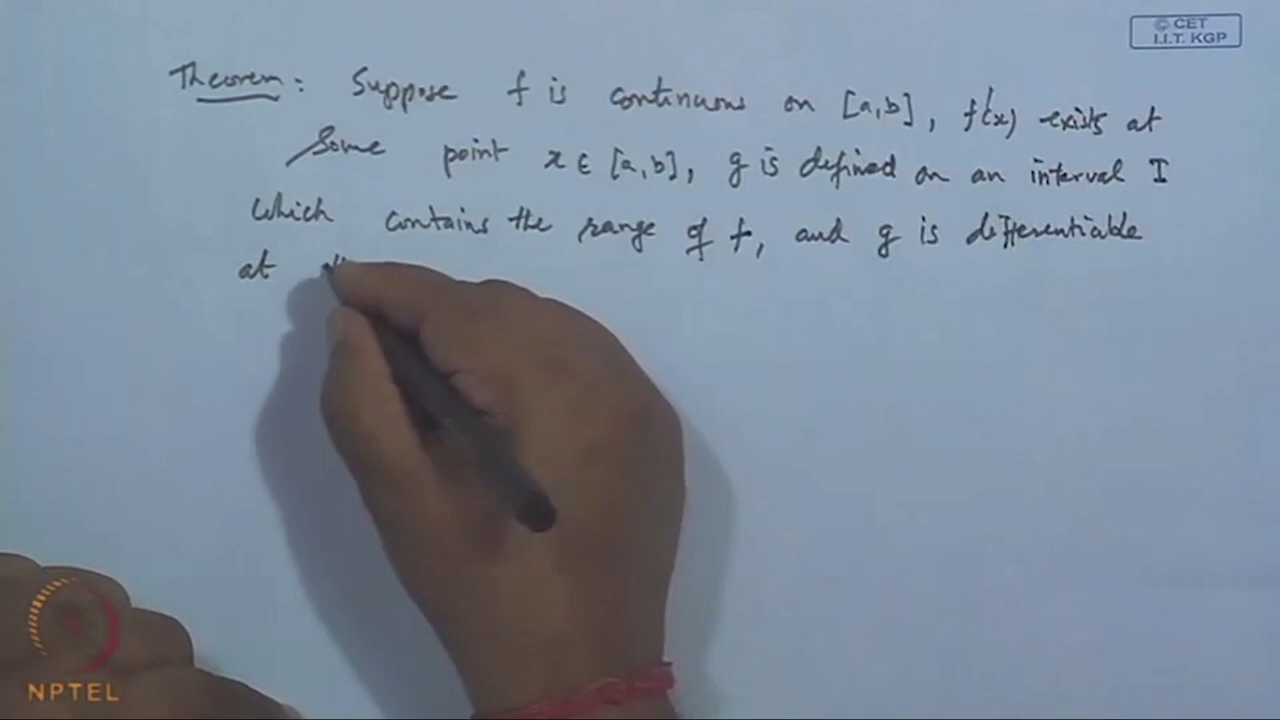 © CET
I.I.T. KGP
Theorem: Suppose f is continuous on [a,b], f'(x) exists at
Some point x ∈ [a,b], g is defined on an interval I
which contains the range of f, and g is differentiable
at
NPTEL